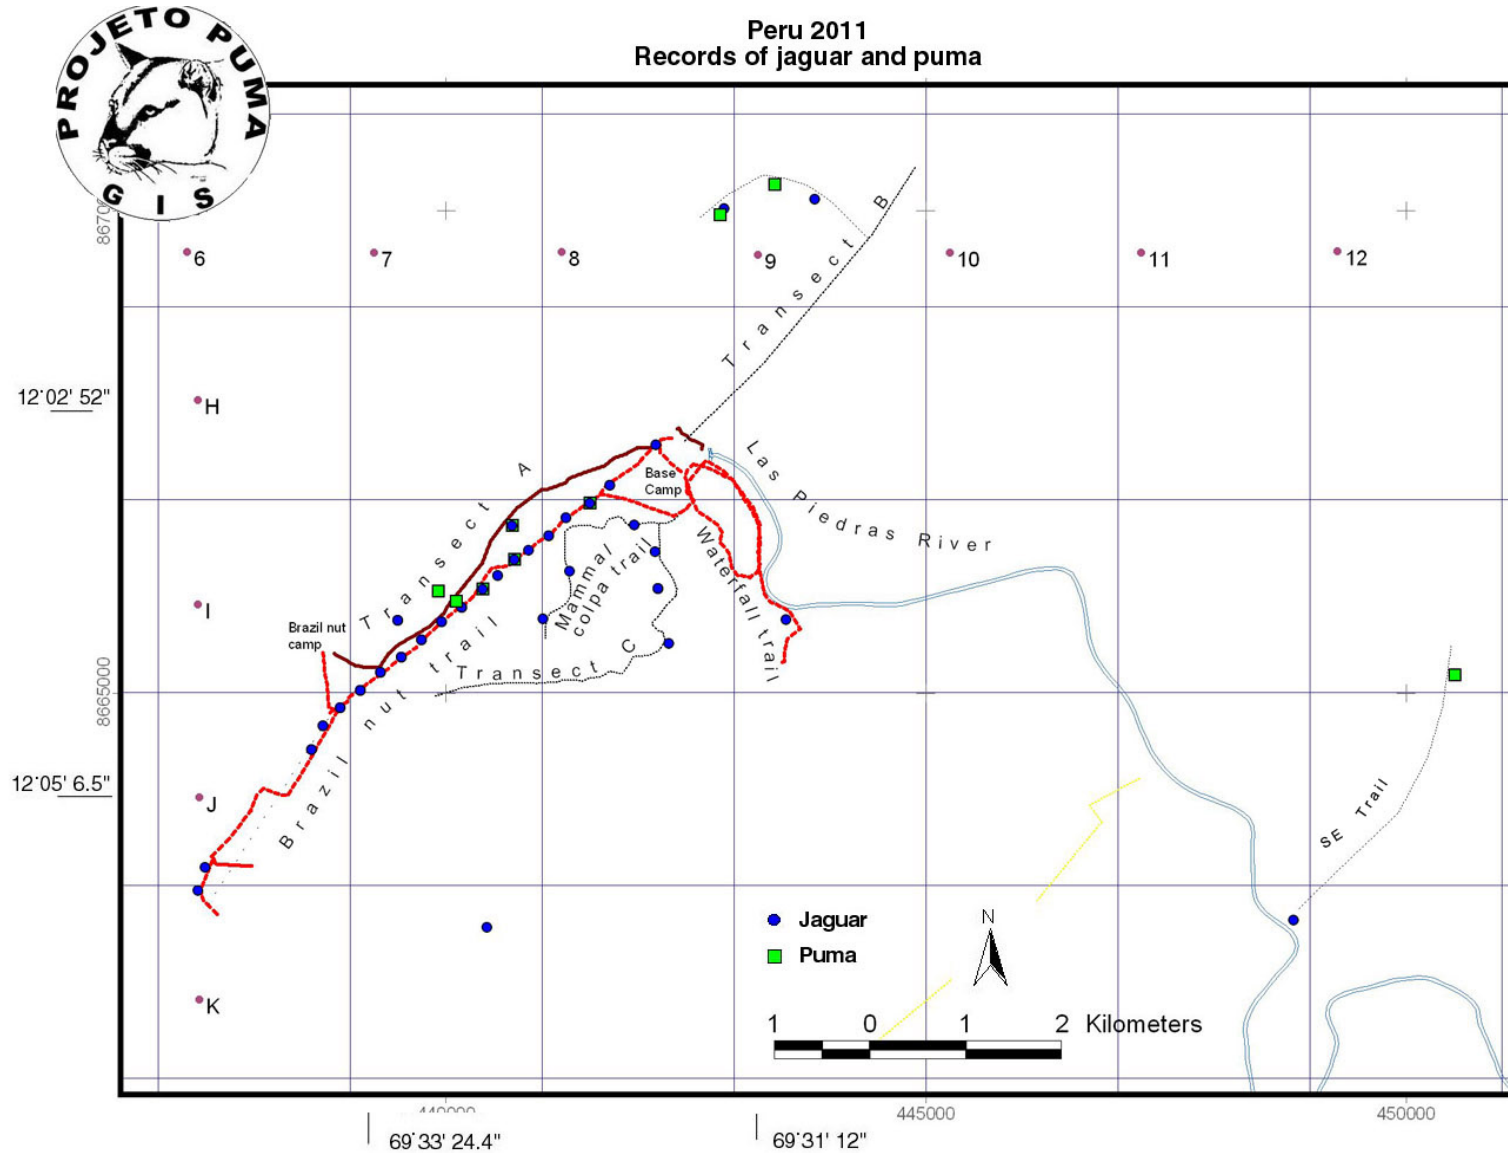 PROJETO PUMA
GIS
Peru 2011
Records of jaguar and puma
B
6
7
8
9
10
11
12
Transect
12°02' 52"
H
A
Las Piedras River
Base
Camp
Transect
Mammal
colpa trail
Waterfall trail
I
Brazil nut
camp
Transect C
8665000
Brazil nut trail
12°05' 6.5"
J
SE Trail
Jaguar
N
Puma
K
1 0 1 2 Kilometers
440000
445000
450000
69°33' 24.4"
69°31' 12"